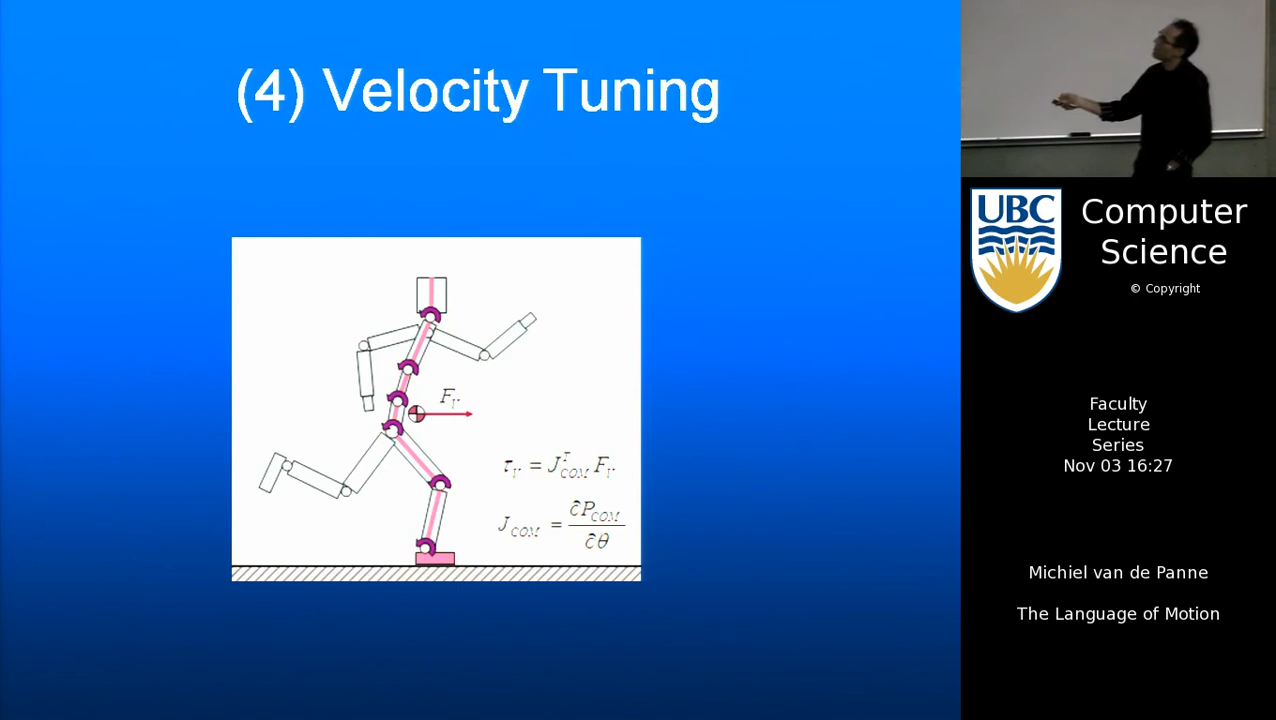 (4) Velocity Tuning
F_V
τ_V = J_COM^T F_V
J_COM = ∂P_COM / ∂θ
UBC
Computer
Science
© Copyright
Faculty
Lecture
Series
Nov 03 16:27
Michiel van de Panne
The Language of Motion